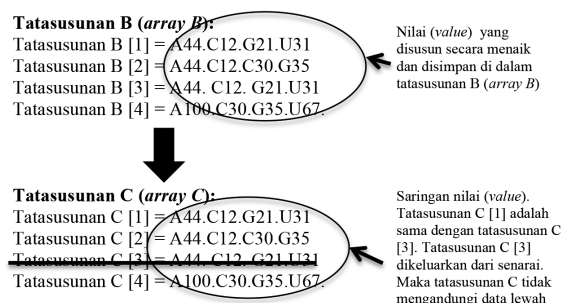 Tatasusunan B (array B):
Tatasusunan B [1] = A44.C12.G21.U31
Tatasusunan B [2] = A44.C12.C30.G35
Tatasusunan B [3] = A44. C12. G21.U31
Tatasusunan B [4] = A100.C30.G35.U67.
Nilai (value) yang
disusun secara menaik
dan disimpan di dalam
tatasusunan B (array B)
Tatasusunan C (array C):
Tatasusunan C [1] = A44.C12.G21.U31
Tatasusunan C [2] = A44.C12.C30.G35
Tatasusunan C [3] = A44. C12. G21.U31
Tatasusunan C [4] = A100.C30.G35.U67.
Saringan nilai (value).
Tatasusunan C [1] adalah
sama dengan tatasusunan C
[3]. Tatasusunan C [3]
dikeluarkan dari senarai.
Maka tatasusunan C tidak
mengandungi data lewah